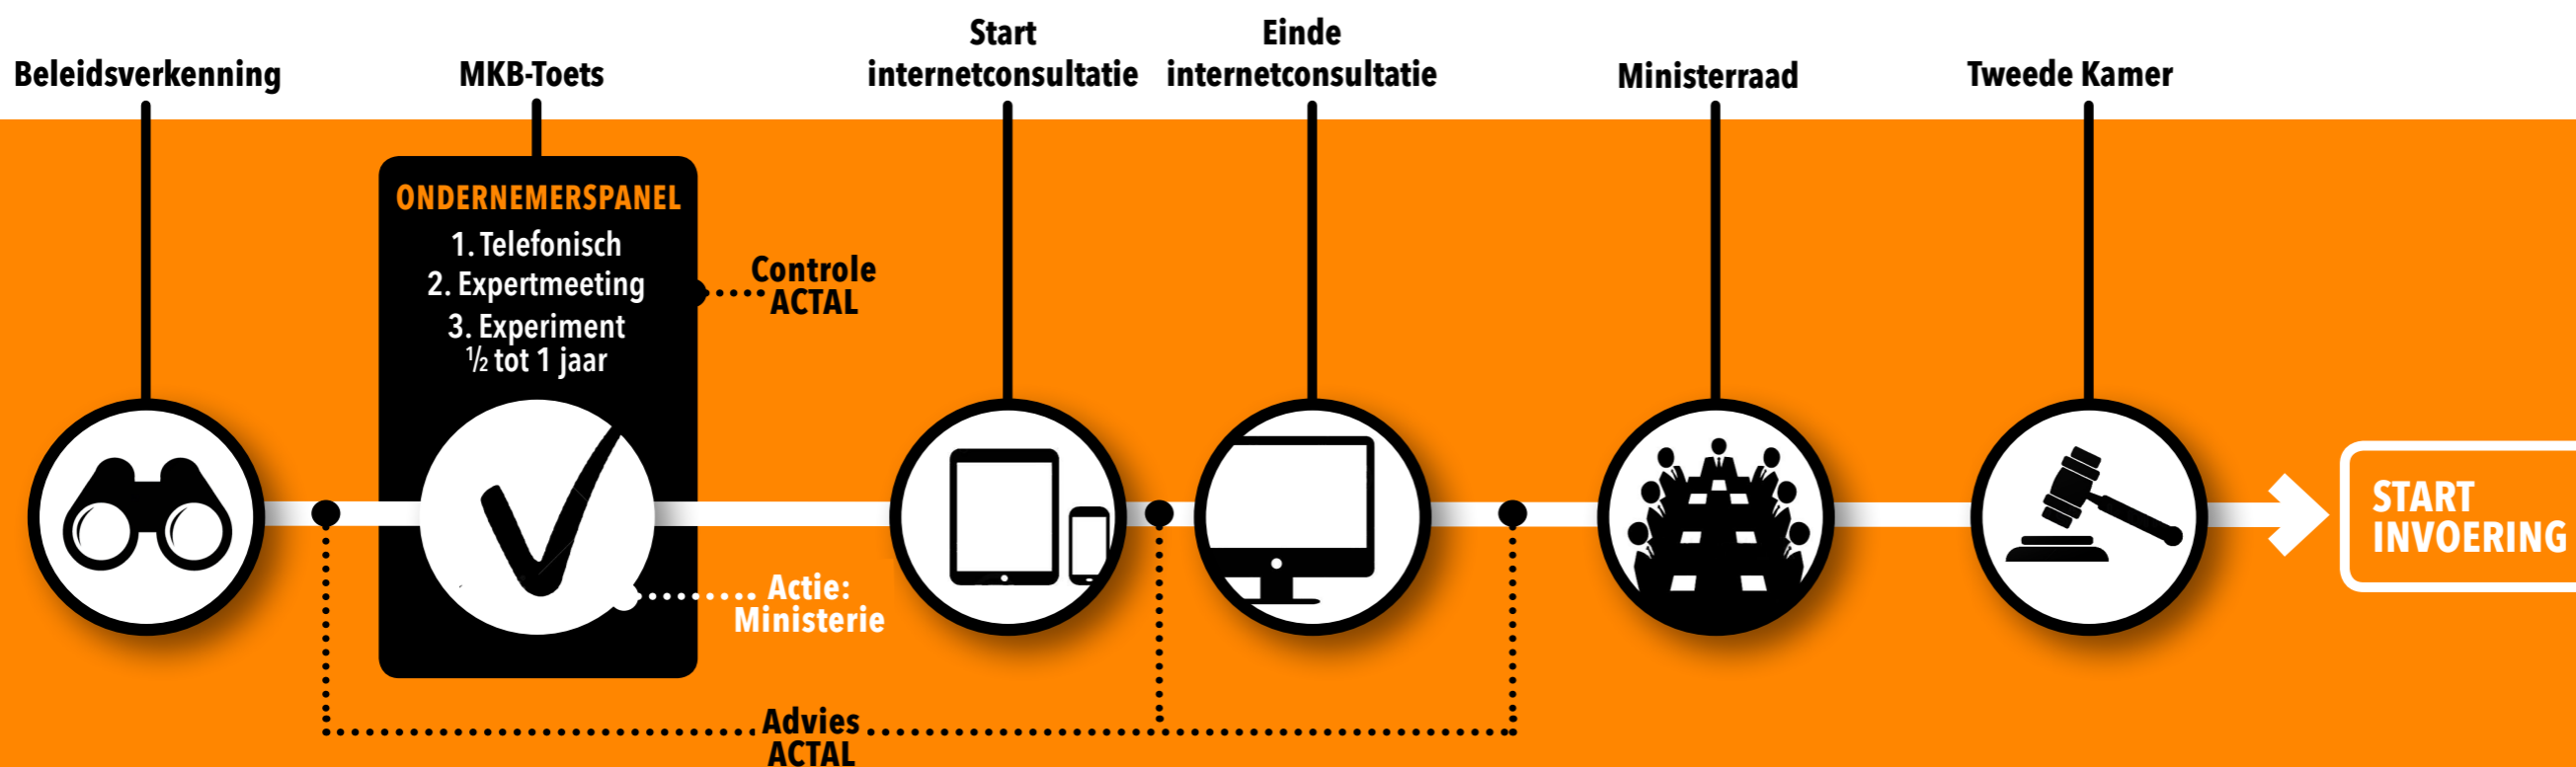 Beleidsverkenning
MKB-Toets
Start
internetconsultatie
Einde
internetconsultatie
Ministerraad
Tweede Kamer
ONDERNEMERSPANEL
1. Telefonisch
2. Expertmeeting
3. Experiment
½ tot 1 jaar
Controle
ACTAL
Actie:
Ministerie
Advies
ACTAL
START
INVOERING